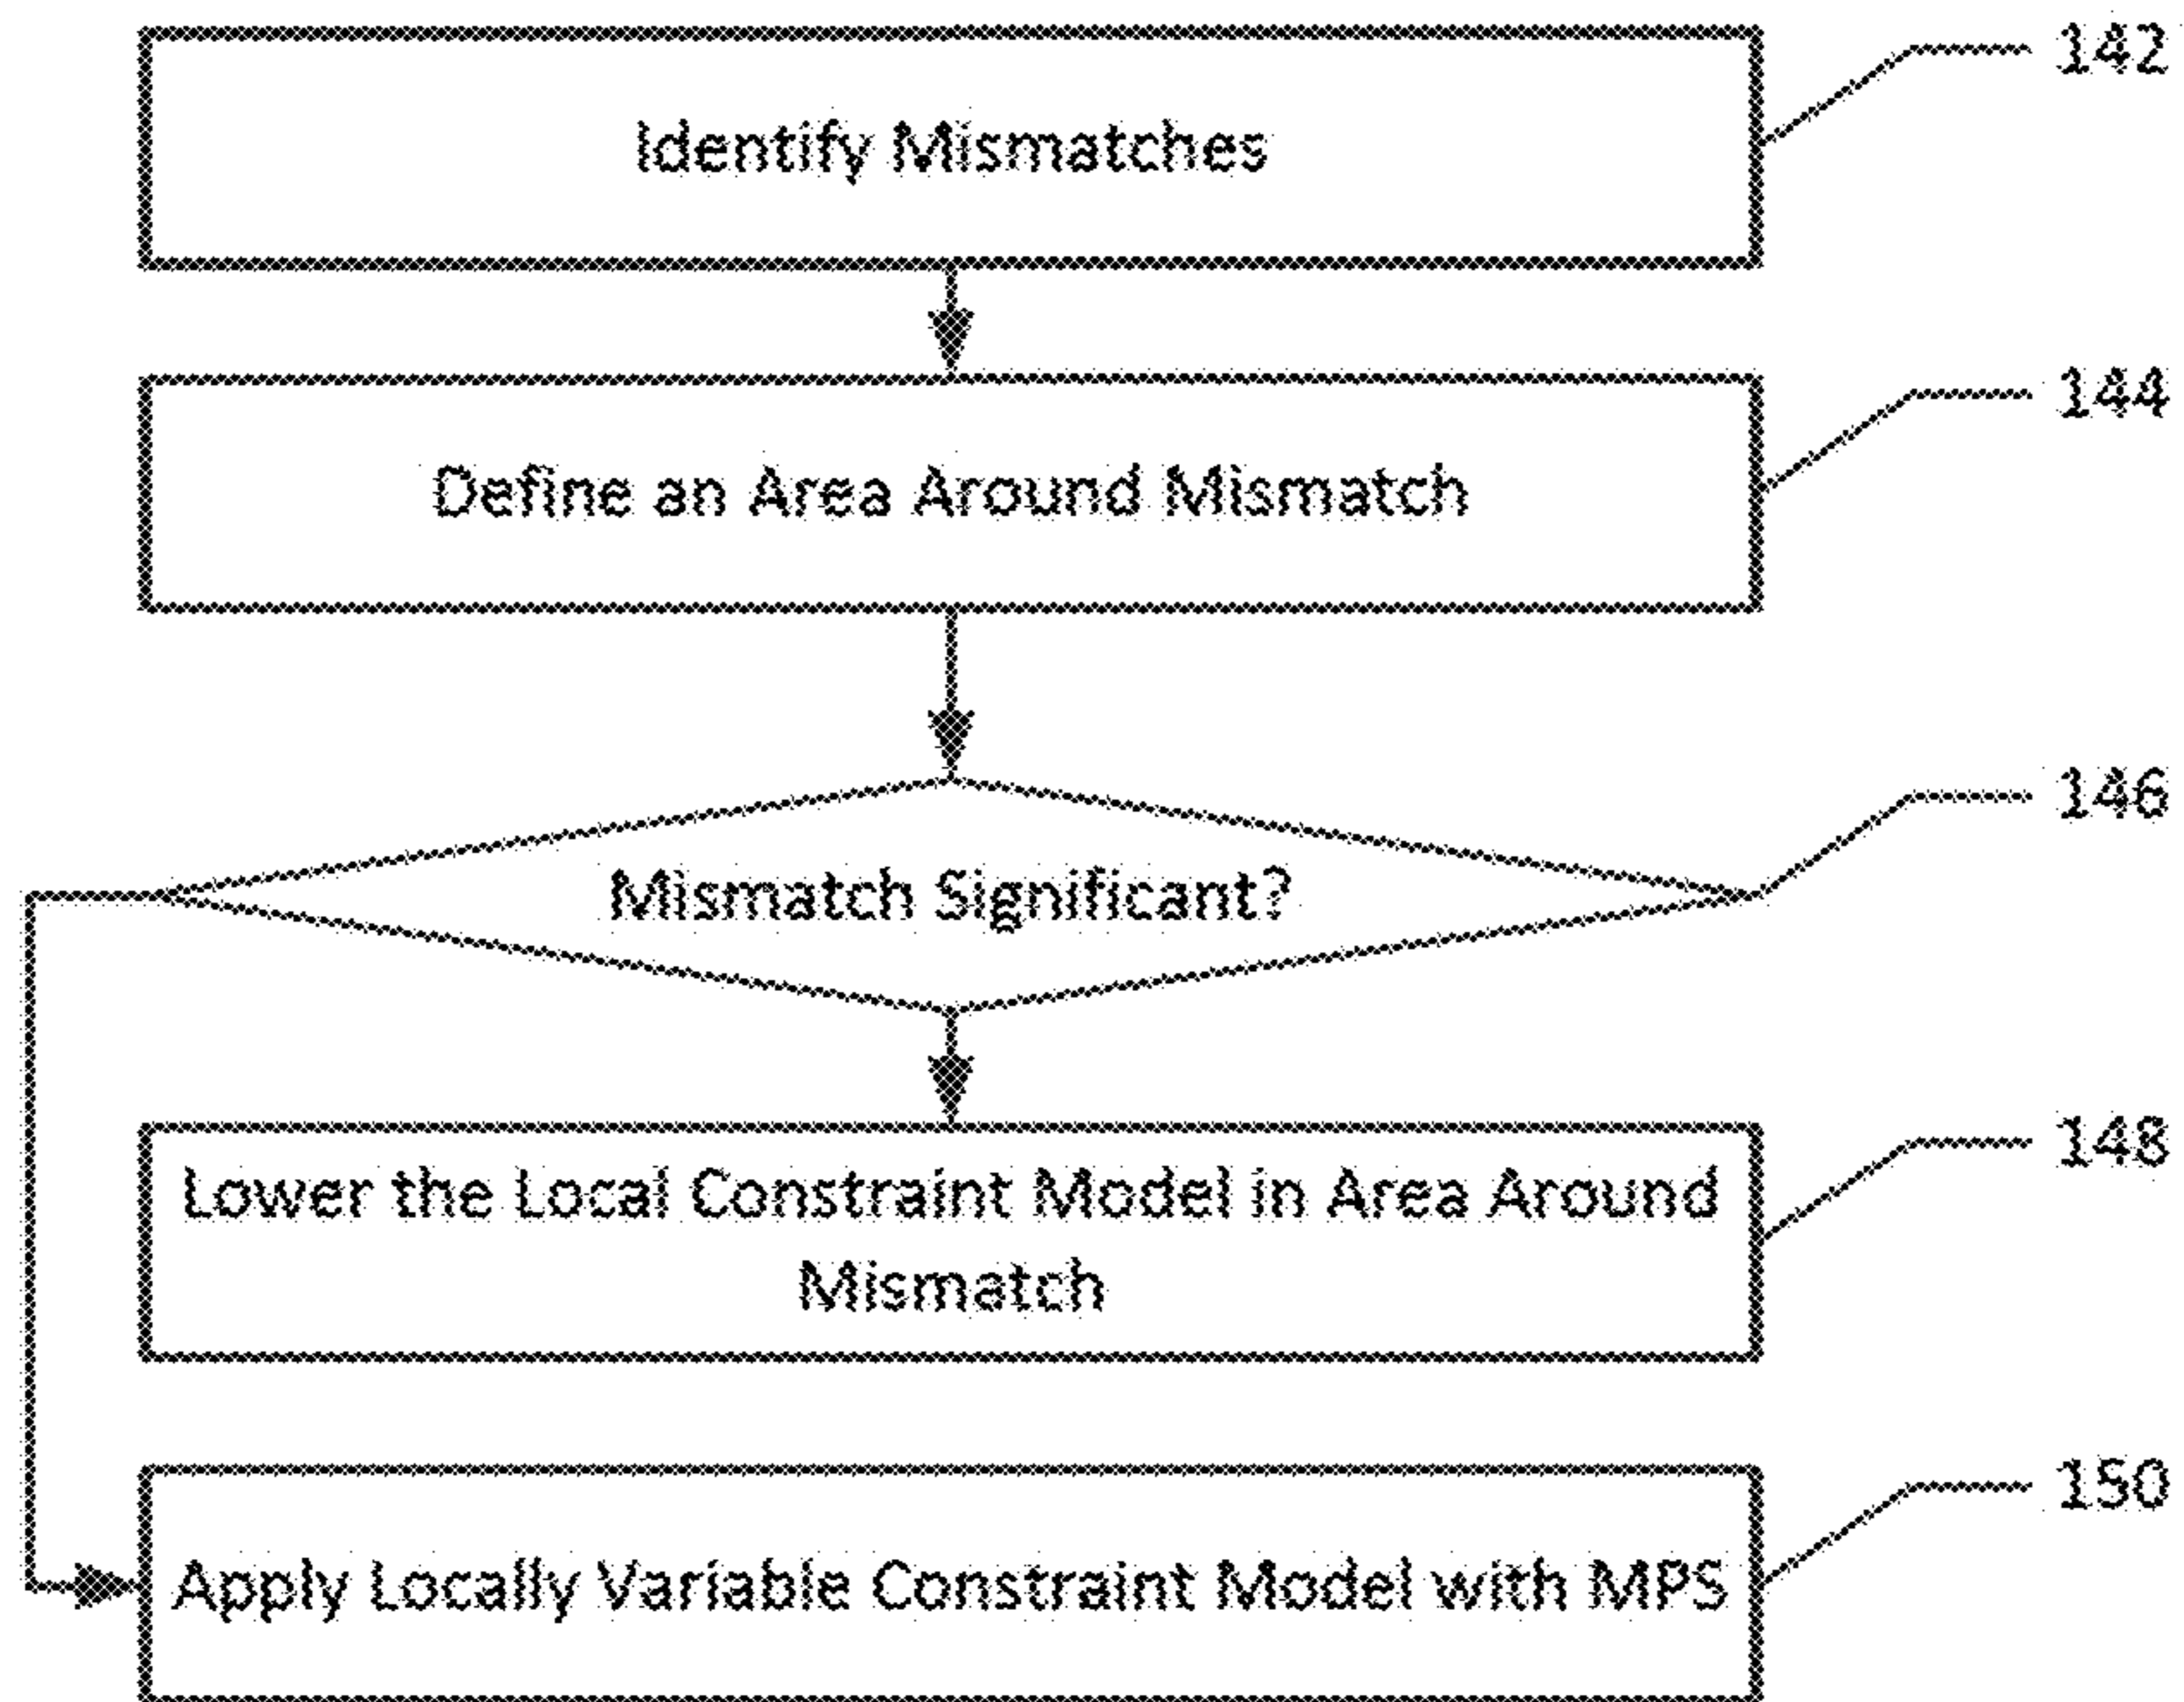 142
Identify Mismatches
144
Define an Area Around Mismatch
146
Mismatch Significant?
148
Lower the Local Constraint Model in Area Around
Mismatch
150
Apply Locally Variable Constraint Model with MPS